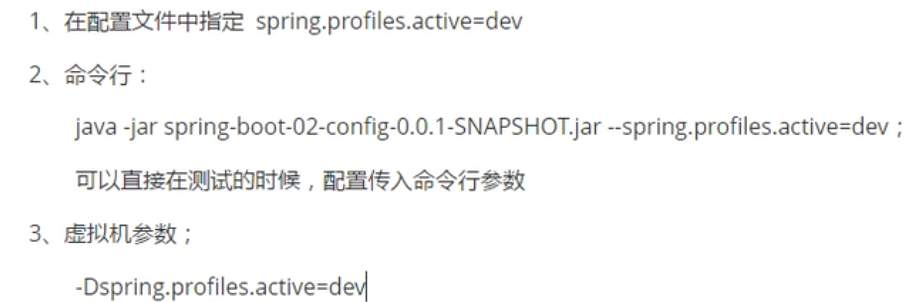 1、在配置文件中指定 spring.profiles.active=dev
2、命令行：
java -jar spring-boot-02-config-0.0.1-SNAPSHOT.jar --spring.profiles.active=dev；
可以直接在测试的时候，配置传入命令行参数
3、虚拟机参数；
-Dspring.profiles.active=dev